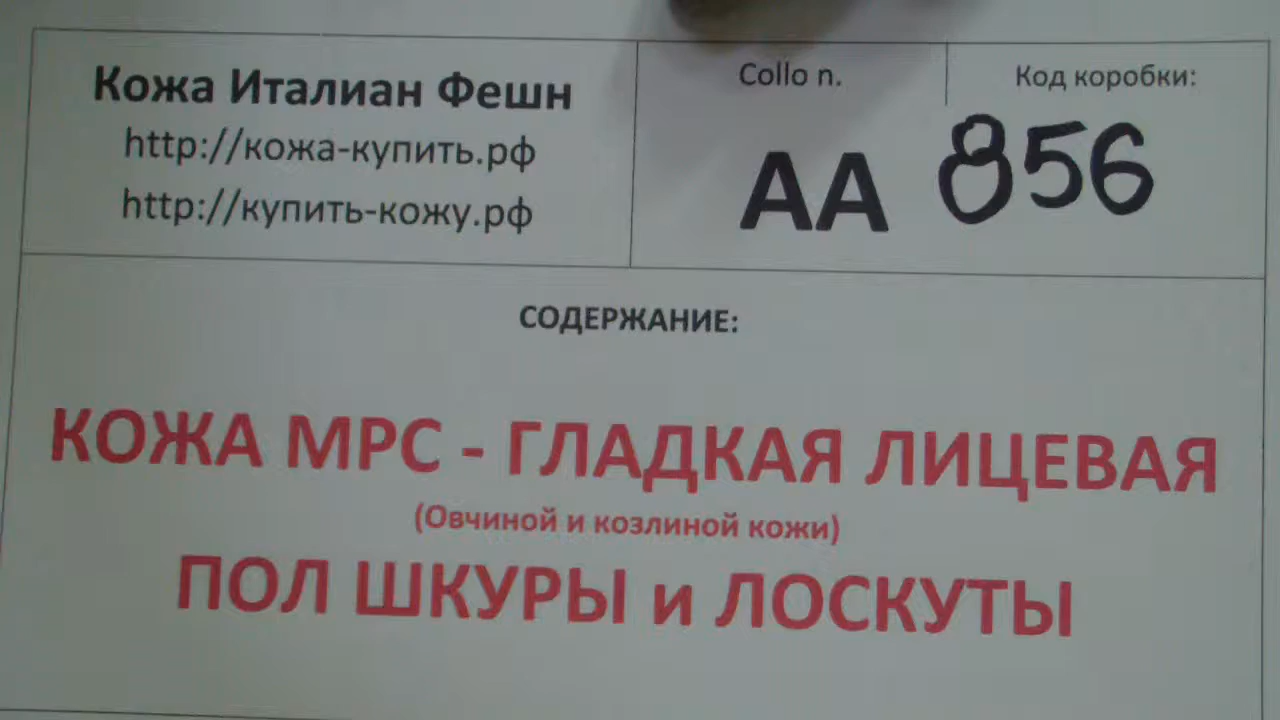 Кожа Италиан Фешн
http://кожа-купить.рф
http://купить-кожу.рф
Collo n.
Код коробки:
АА 856
СОДЕРЖАНИЕ:
КОЖА МРС - ГЛАДКАЯ ЛИЦЕВАЯ
(Овчиной и козлиной кожи)
ПОЛ ШКУРЫ и ЛОСКУТЫ